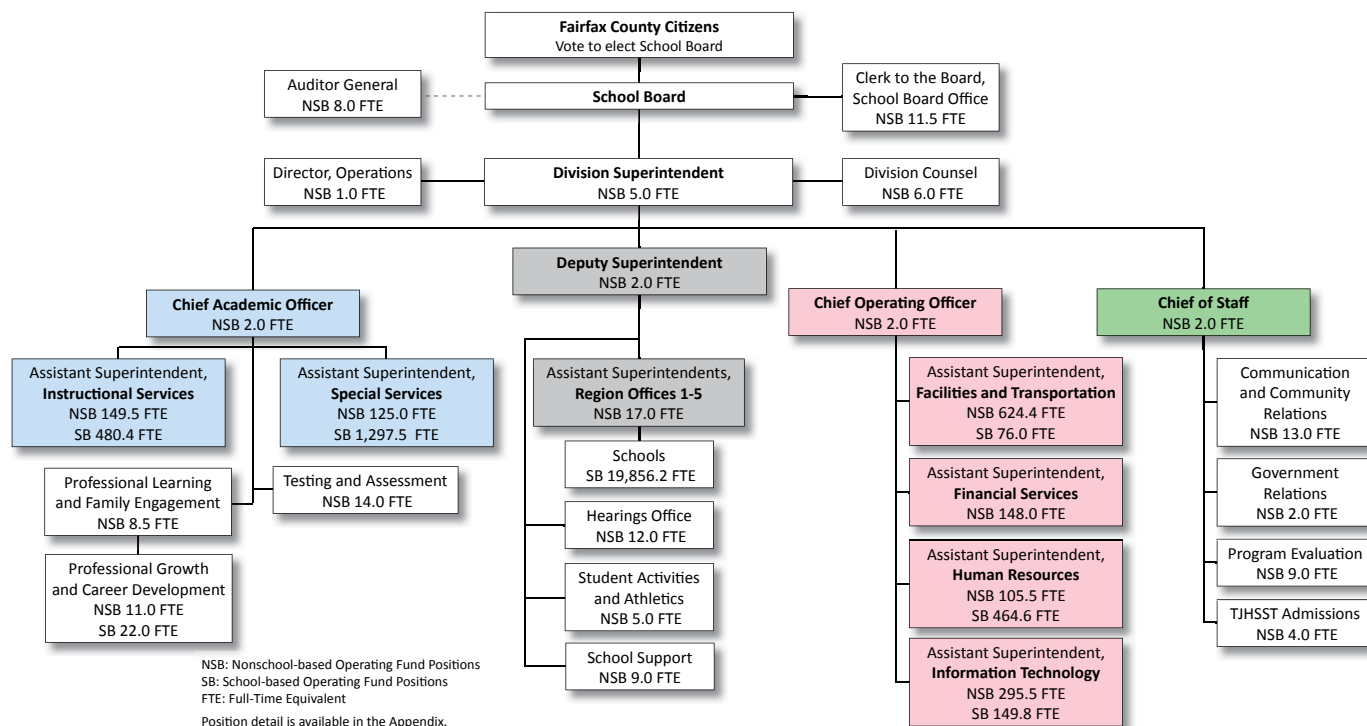 Fairfax County Citizens
Vote to elect School Board
Auditor General
NSB 8.0 FTE
School Board
Clerk to the Board,
School Board Office
NSB 11.5 FTE
Director, Operations
NSB 1.0 FTE
Division Superintendent
NSB 5.0 FTE
Division Counsel
NSB 6.0 FTE
Deputy Superintendent
NSB 2.0 FTE
Chief Academic Officer
NSB 2.0 FTE
Chief Operating Officer
NSB 2.0 FTE
Chief of Staff
NSB 2.0 FTE
Assistant Superintendent,
Instructional Services
NSB 149.5 FTE
SB 480.4 FTE
Assistant Superintendent,
Special Services
NSB 125.0 FTE
SB 1,297.5 FTE
Professional Learning
and Family Engagement
NSB 8.5 FTE
Testing and Assessment
NSB 14.0 FTE
Professional Growth
and Career Development
NSB 11.0 FTE
SB 22.0 FTE
Assistant Superintendents,
Region Offices 1-5
NSB 17.0 FTE
Schools
SB 19,856.2 FTE
Hearings Office
NSB 12.0 FTE
Student Activities
and Athletics
NSB 5.0 FTE
School Support
NSB 9.0 FTE
Assistant Superintendent,
Facilities and Transportation
NSB 624.4 FTE
SB 76.0 FTE
Assistant Superintendent,
Financial Services
NSB 148.0 FTE
Assistant Superintendent,
Human Resources
NSB 105.5 FTE
SB 464.6 FTE
Assistant Superintendent,
Information Technology
NSB 295.5 FTE
SB 149.8 FTE
Communication
and Community
Relations
NSB 13.0 FTE
Government
Relations
NSB 2.0 FTE
Program Evaluation
NSB 9.0 FTE
TJHSST Admissions
NSB 4.0 FTE
NSB: Nonschool-based Operating Fund Positions
SB: School-based Operating Fund Positions
FTE: Full-Time Equivalent
Position detail is available in the Appendix.